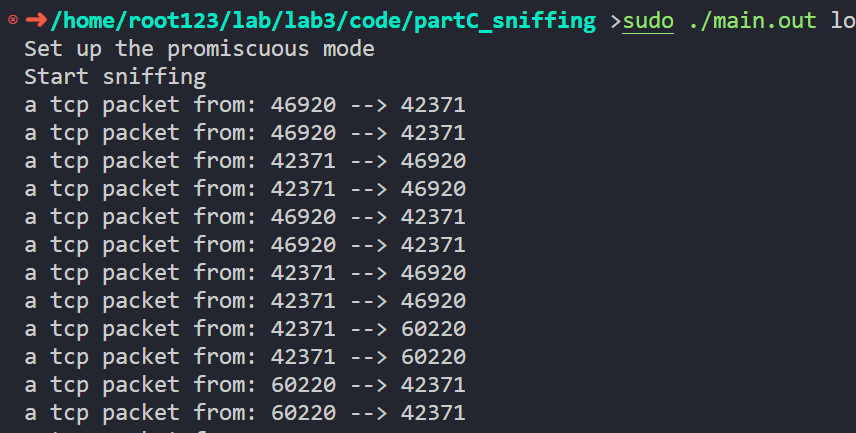 ⊗ ➜/home/root123/lab/lab3/code/partC_sniffing >sudo ./main.out lo
Set up the promiscuous mode
Start sniffing
a tcp packet from: 46920 --> 42371
a tcp packet from: 46920 --> 42371
a tcp packet from: 42371 --> 46920
a tcp packet from: 42371 --> 46920
a tcp packet from: 46920 --> 42371
a tcp packet from: 46920 --> 42371
a tcp packet from: 42371 --> 46920
a tcp packet from: 42371 --> 46920
a tcp packet from: 42371 --> 60220
a tcp packet from: 42371 --> 60220
a tcp packet from: 60220 --> 42371
a tcp packet from: 60220 --> 42371